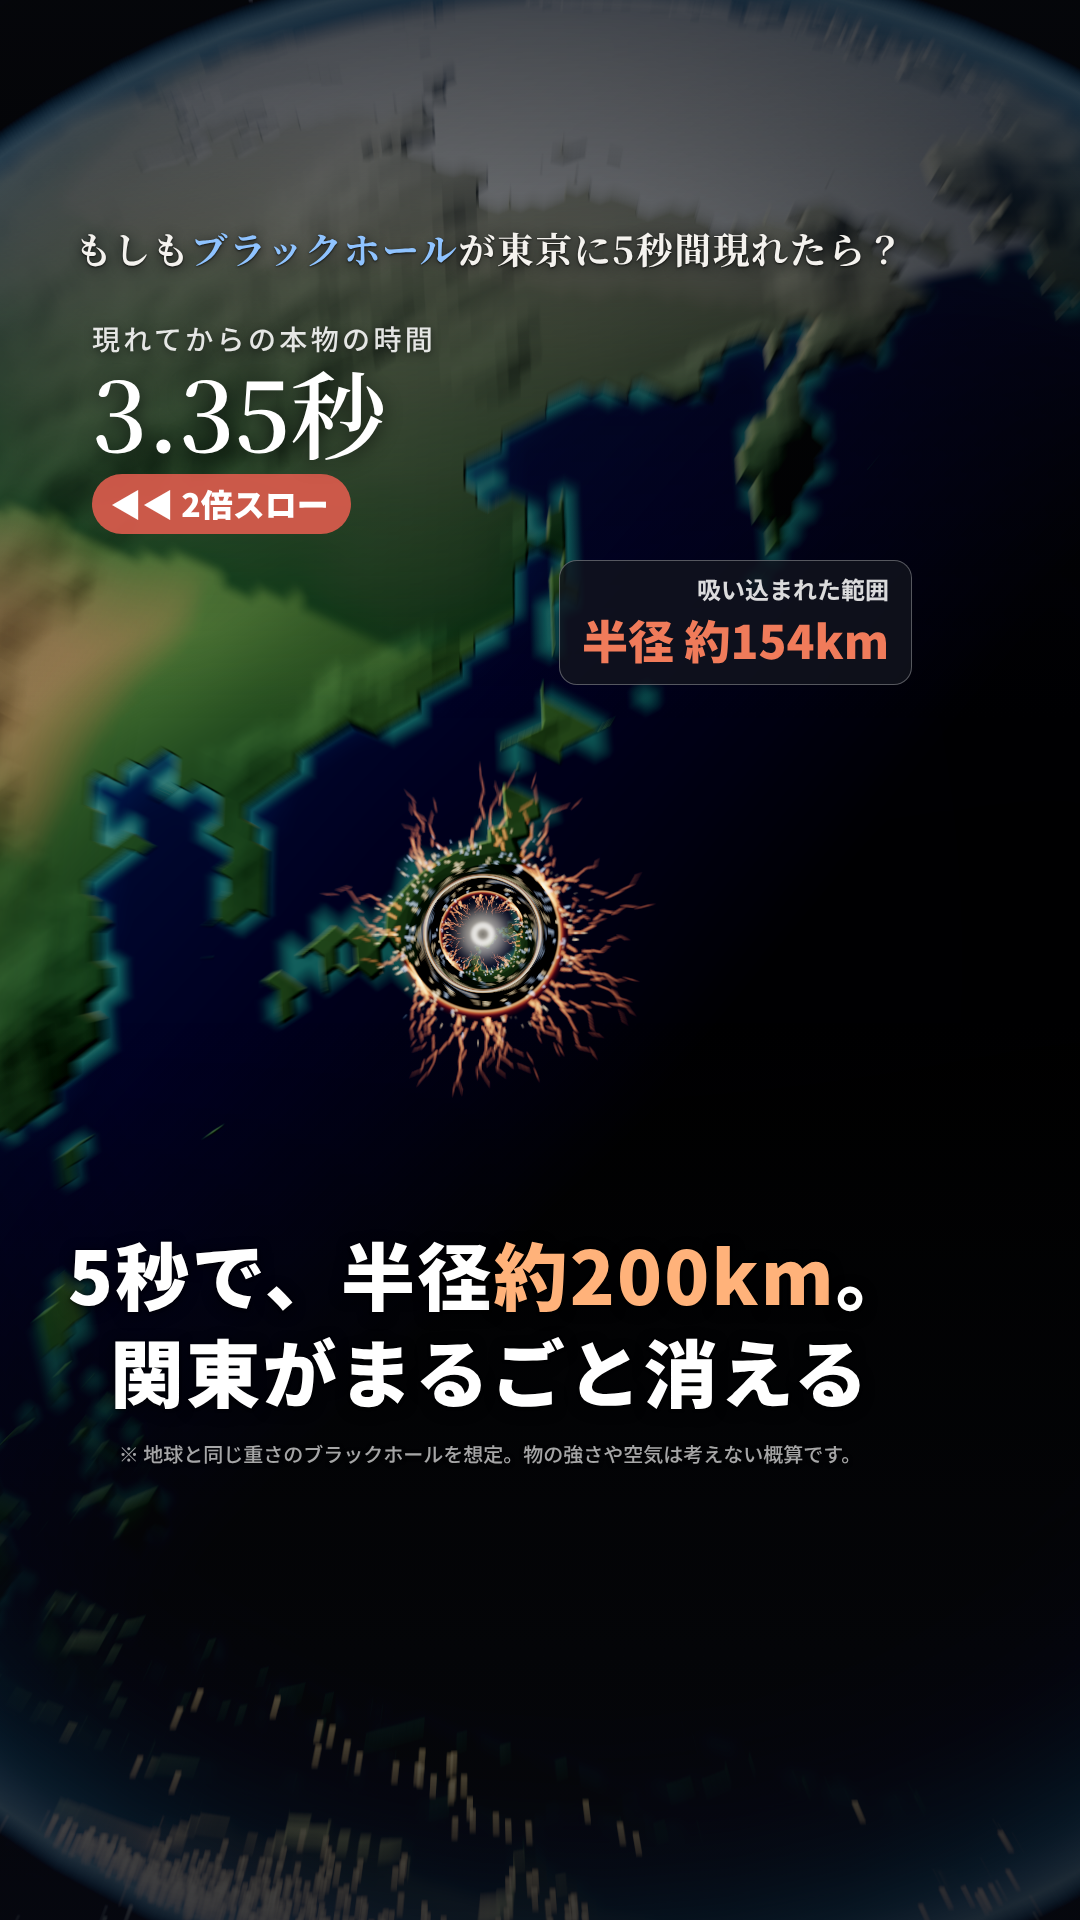 もしもブラックホールが東京に5秒間現れたら？
現れてからの本物の時間
3.35秒
◀◀ 2倍スロー
吸い込まれた範囲
半径 約154km
5秒で、半径約200km。
関東がまるごと消える
※ 地球と同じ重さのブラックホールを想定。物の強さや空気は考えない概算です。